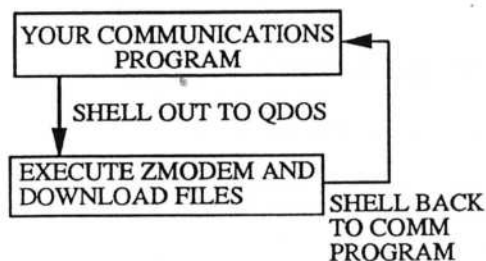 YOUR COMMUNICATIONS
PROGRAM
SHELL OUT TO QDOS
EXECUTE ZMODEM AND
DOWNLOAD FILES
SHELL BACK
TO COMM
PROGRAM